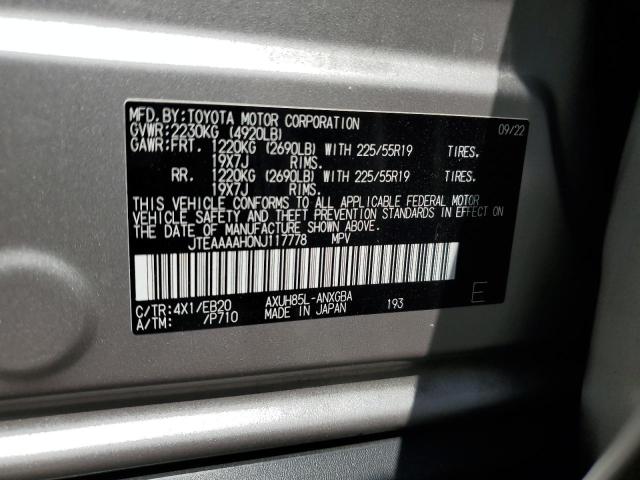 MFD.BY:TOYOTA MOTOR CORPORATION 09/22
GVWR:2230KG (4920LB)
GAWR:FRT. 1220KG (2690LB) WITH 225/55R19 TIRES.
19X7J RIMS.
RR. 1220KG (2690LB) WITH 225/55R19 TIRES.
19X7J RIMS.
THIS VEHICLE CONFORMS TO ALL APPLICABLE FEDERAL MOTOR
VEHICLE SAFETY AND THEFT PREVENTION STANDARDS IN EFFECT ON
THE DATE OF MANUFACTURE SHOWN ABOVE.
JTEAAAAH0NJ117778 MPV
C/TR:4X1/EB20 AXUH85L-ANXGBA
A/TM: /P710 MADE IN JAPAN 193 E